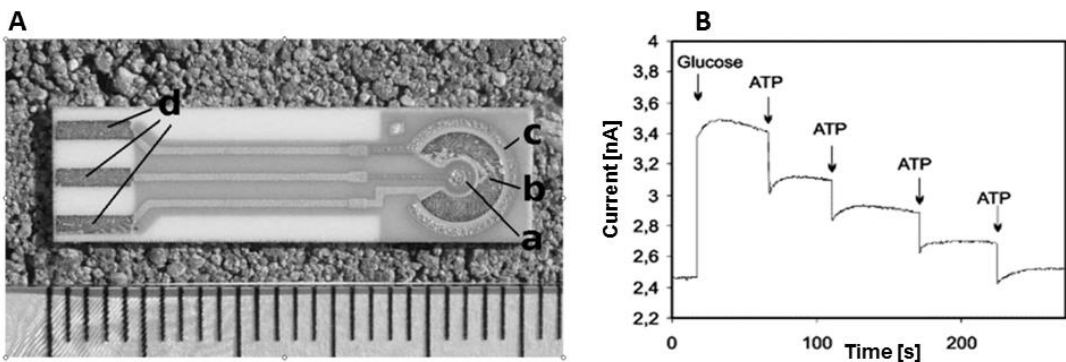 A
d
c
b
a
B
4
3,8
3,6
3,4
3,2
3
2,8
2,6
2,4
2,2
Current [nA]
Glucose
ATP
ATP
ATP
ATP
0
100
200
Time [s]